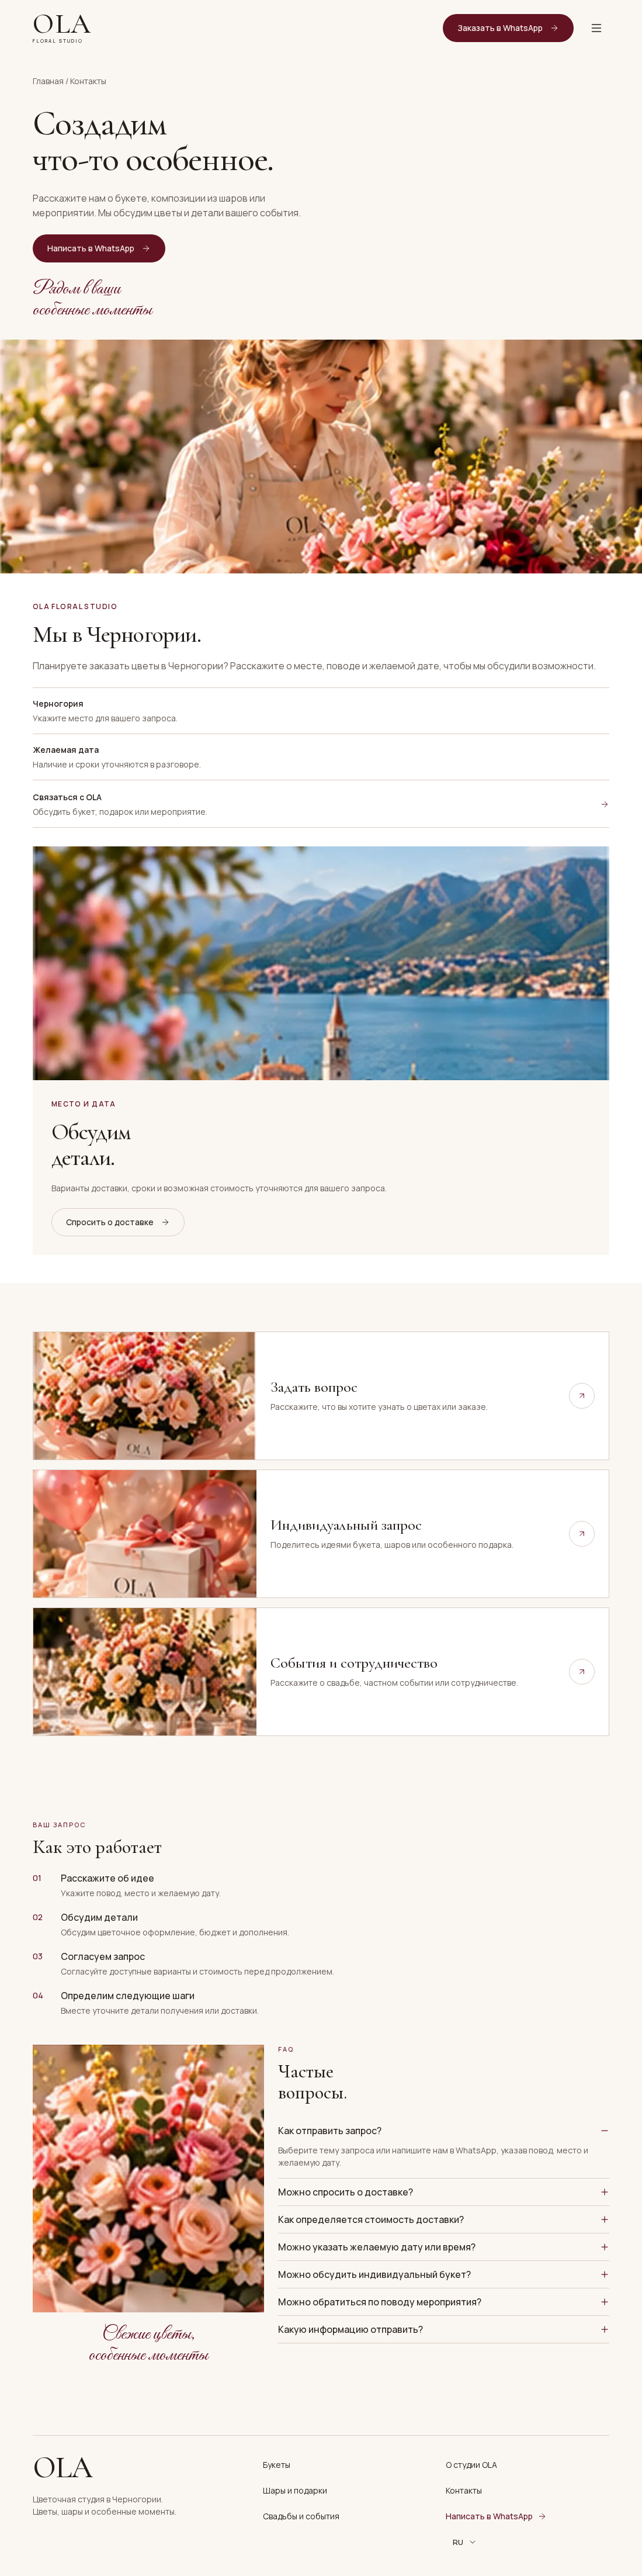 OLA
FLORAL STUDIO
Заказать в WhatsApp
Главная / Контакты
Создадим
что-то особенное.
Расскажите нам о букете, композиции из шаров или
мероприятии. Мы обсудим цветы и детали вашего события.
Написать в WhatsApp
Рядом в ваши
особенные моменты
OLA
OLA FLORAL STUDIO
Мы в Черногории.
Планируете заказать цветы в Черногории? Расскажите о месте, поводе и желаемой дате, чтобы мы обсудили возможности.
Черногория
Укажите место для вашего запроса.
Желаемая дата
Наличие и сроки уточняются в разговоре.
Связаться с OLA
Обсудить букет, подарок или мероприятие.
МЕСТО И ДАТА
Обсудим
детали.
Варианты доставки, сроки и возможная стоимость уточняются для вашего запроса.
Спросить о доставке
OLA
Задать вопрос
Расскажите, что вы хотите узнать о цветах или заказе.
OLA
Индивидуальный запрос
Поделитесь идеями букета, шаров или особенного подарка.
События и сотрудничество
Расскажите о свадьбе, частном событии или сотрудничестве.
ВАШ ЗАПРОС
Как это работает
01 Расскажите об идее
Укажите повод, место и желаемую дату.
02 Обсудим детали
Обсудим цветочное оформление, бюджет и дополнения.
03 Согласуем запрос
Согласуйте доступные варианты и стоимость перед продолжением.
04 Определим следующие шаги
Вместе уточните детали получения или доставки.
FAQ
Частые
вопросы.
Как отправить запрос?
Выберите тему запроса или напишите нам в WhatsApp, указав повод, место и
желаемую дату.
Можно спросить о доставке?
Как определяется стоимость доставки?
Можно указать желаемую дату или время?
Можно обсудить индивидуальный букет?
Можно обратиться по поводу мероприятия?
Какую информацию отправить?
Свежие цветы,
особенные моменты
OLA
Цветочная студия в Черногории.
Цветы, шары и особенные моменты.
Букеты
Шары и подарки
Свадьбы и события
О студии OLA
Контакты
Написать в WhatsApp
RU